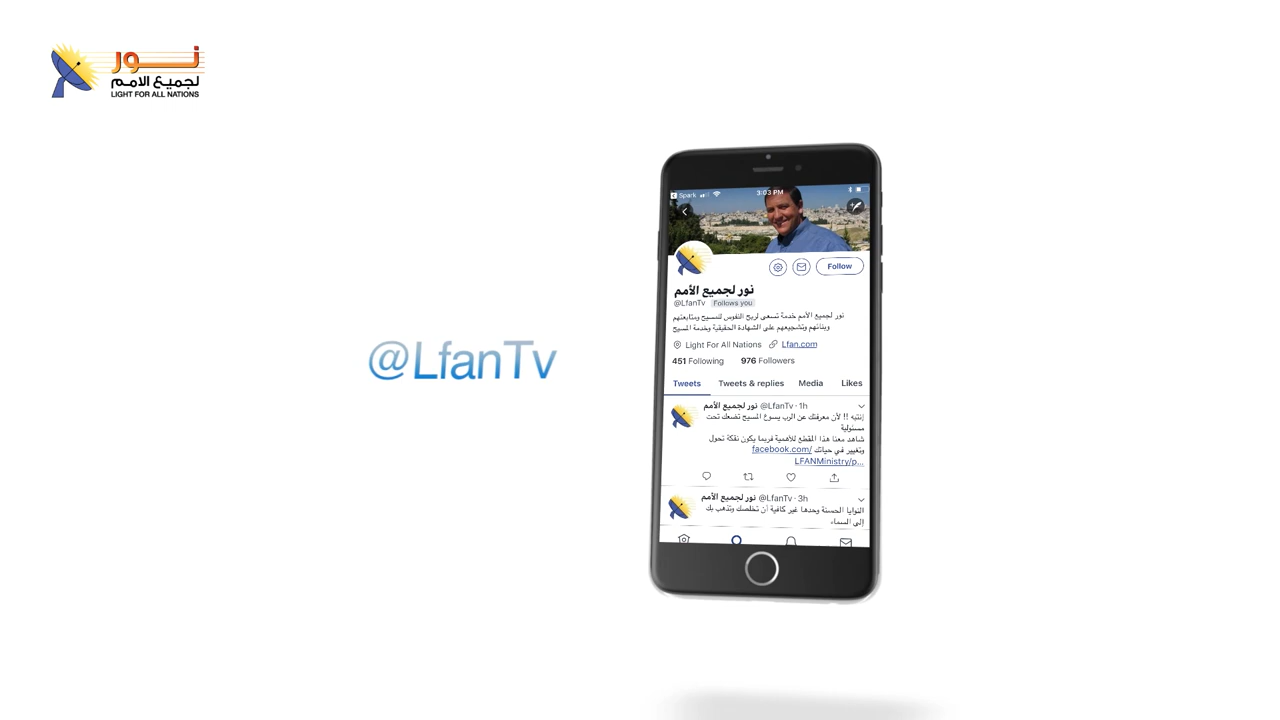 نور
لجميع الامم
LIGHT FOR ALL NATIONS
@LfanTv
Spark
3:03 PM
Follow
نور لجميع الأمم
@LfanTv Follows you
نور لجميع الأمم خدمة تسعى لربح النفوس للمسيح ومتابعتهم
وبنائهم وتشجيعهم على الشهادة الحقيقية وخدمة المسيح
Light For All Nations Lfan.com
451 Following 976 Followers
Tweets Tweets & replies Media Likes
نور لجميع الأمم @LfanTv · 1h
إنتبه !! لأن معرفتك عن الرب يسوع المسيح تضعك تحت
مسئولية
شاهد معنا هذا المقطع للأهمية فربما يكون نقكة تحول
وتغيير في حياتك facebook.com/
LFANMinistry/p...
نور لجميع الأمم @LfanTv · 3h
النوايا الحسنة وحدها غير كافية أن تخلصك وتذهب بك
إلى السماء